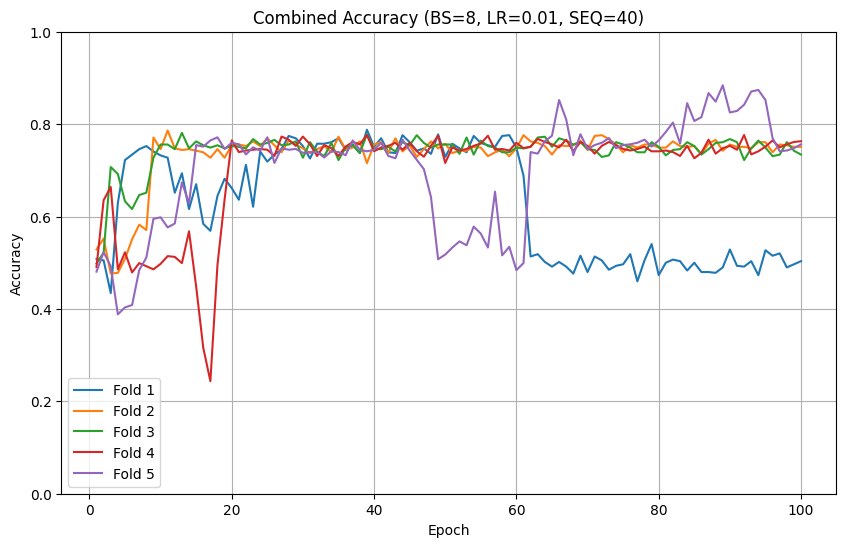 Combined Accuracy (BS=8, LR=0.01, SEQ=40)
1.0
0.8
0.6
0.4
0.2
0.0
Accuracy
Fold 1
Fold 2
Fold 3
Fold 4
Fold 5
0 20 40 60 80 100
Epoch